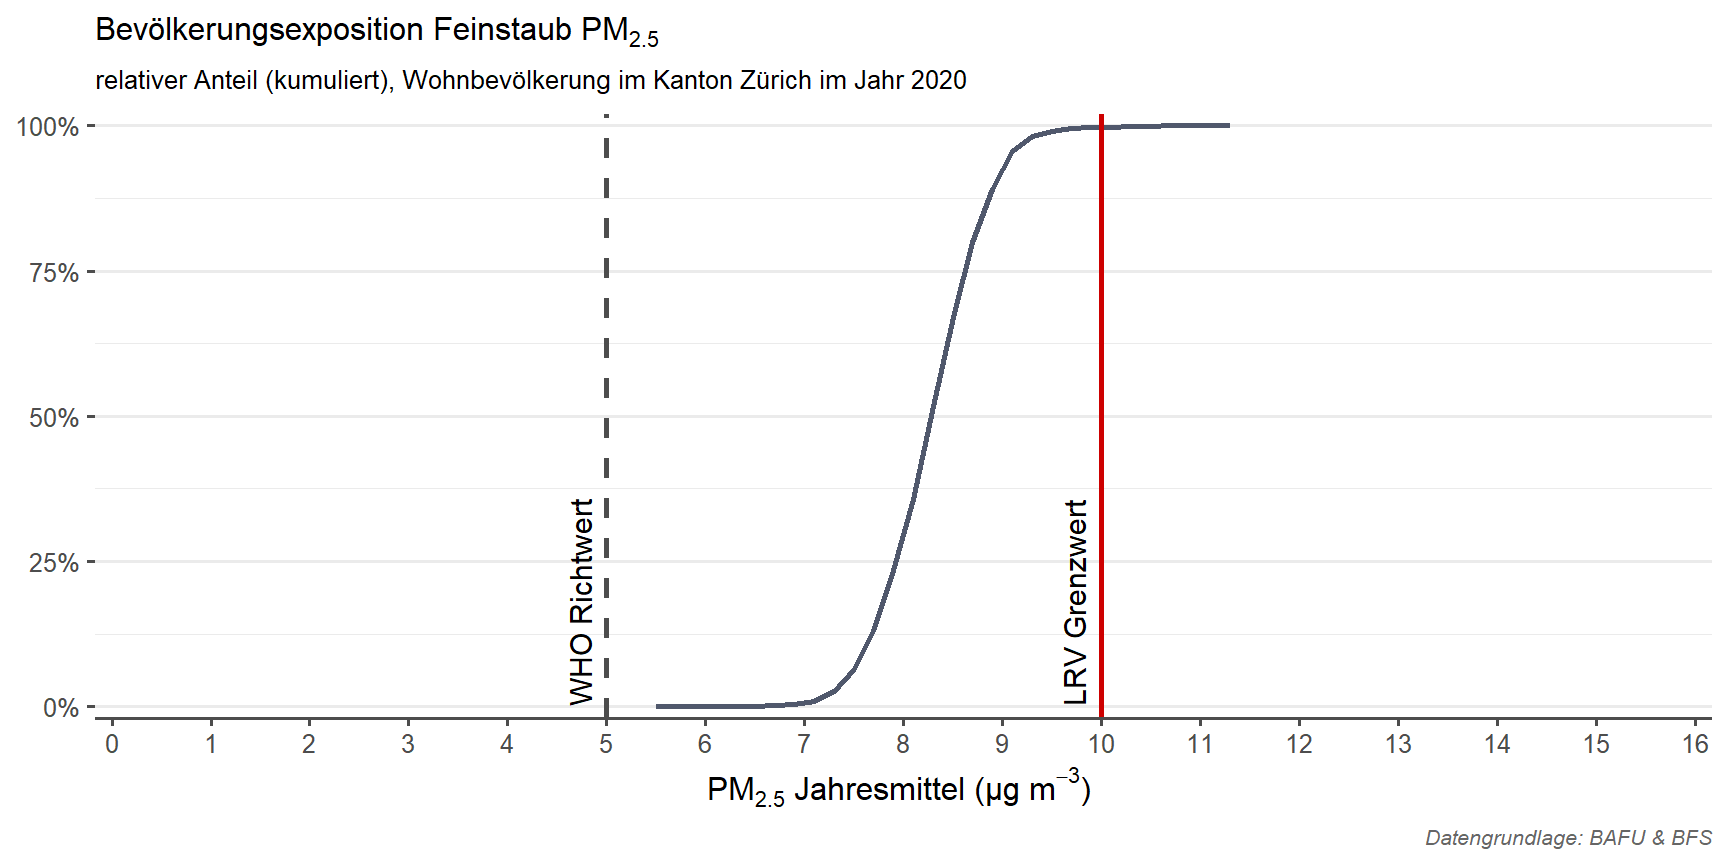 Bevölkerungsexposition Feinstaub PM2.5
relativer Anteil (kumuliert), Wohnbevölkerung im Kanton Zürich im Jahr 2020
100%
75%
50%
25%
0%
WHO Richtwert
LRV Grenzwert
0 1 2 3 4 5 6 7 8 9 10 11 12 13 14 15 16
PM2.5 Jahresmittel (µg m−3)
Datengrundlage: BAFU & BFS